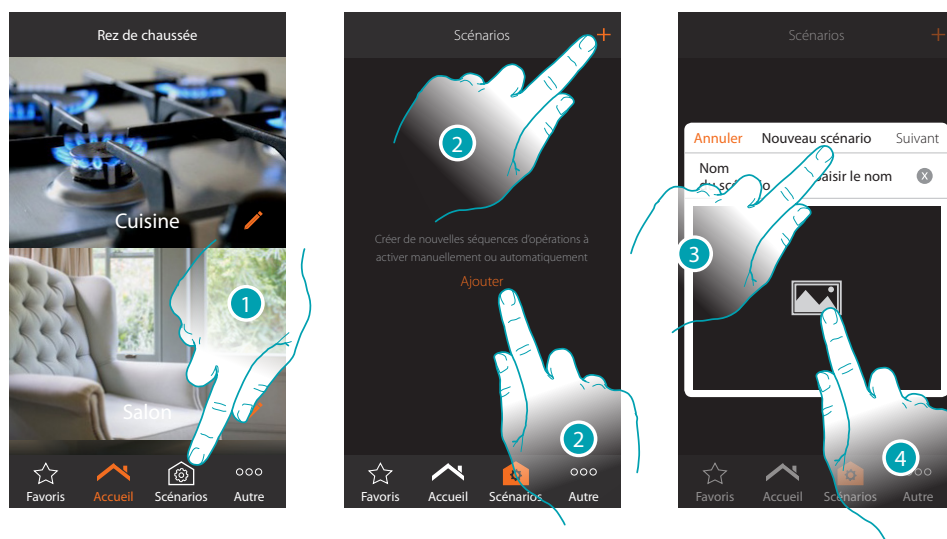 Rez de chaussée
Cuisine
Salon
1
Favoris
Accueil
Scénarios
Autre
Scénarios
+
2
Créer de nouvelles séquences d'opérations à
activer manuellement ou automatiquement
Ajouter
2
Favoris
Accueil
Scénarios
Autre
Scénarios
+
Annuler
Nouveau scénario
Suivant
Nom
aisir le nom
X
3
4
Favoris
Accueil
Scénarios
Autre